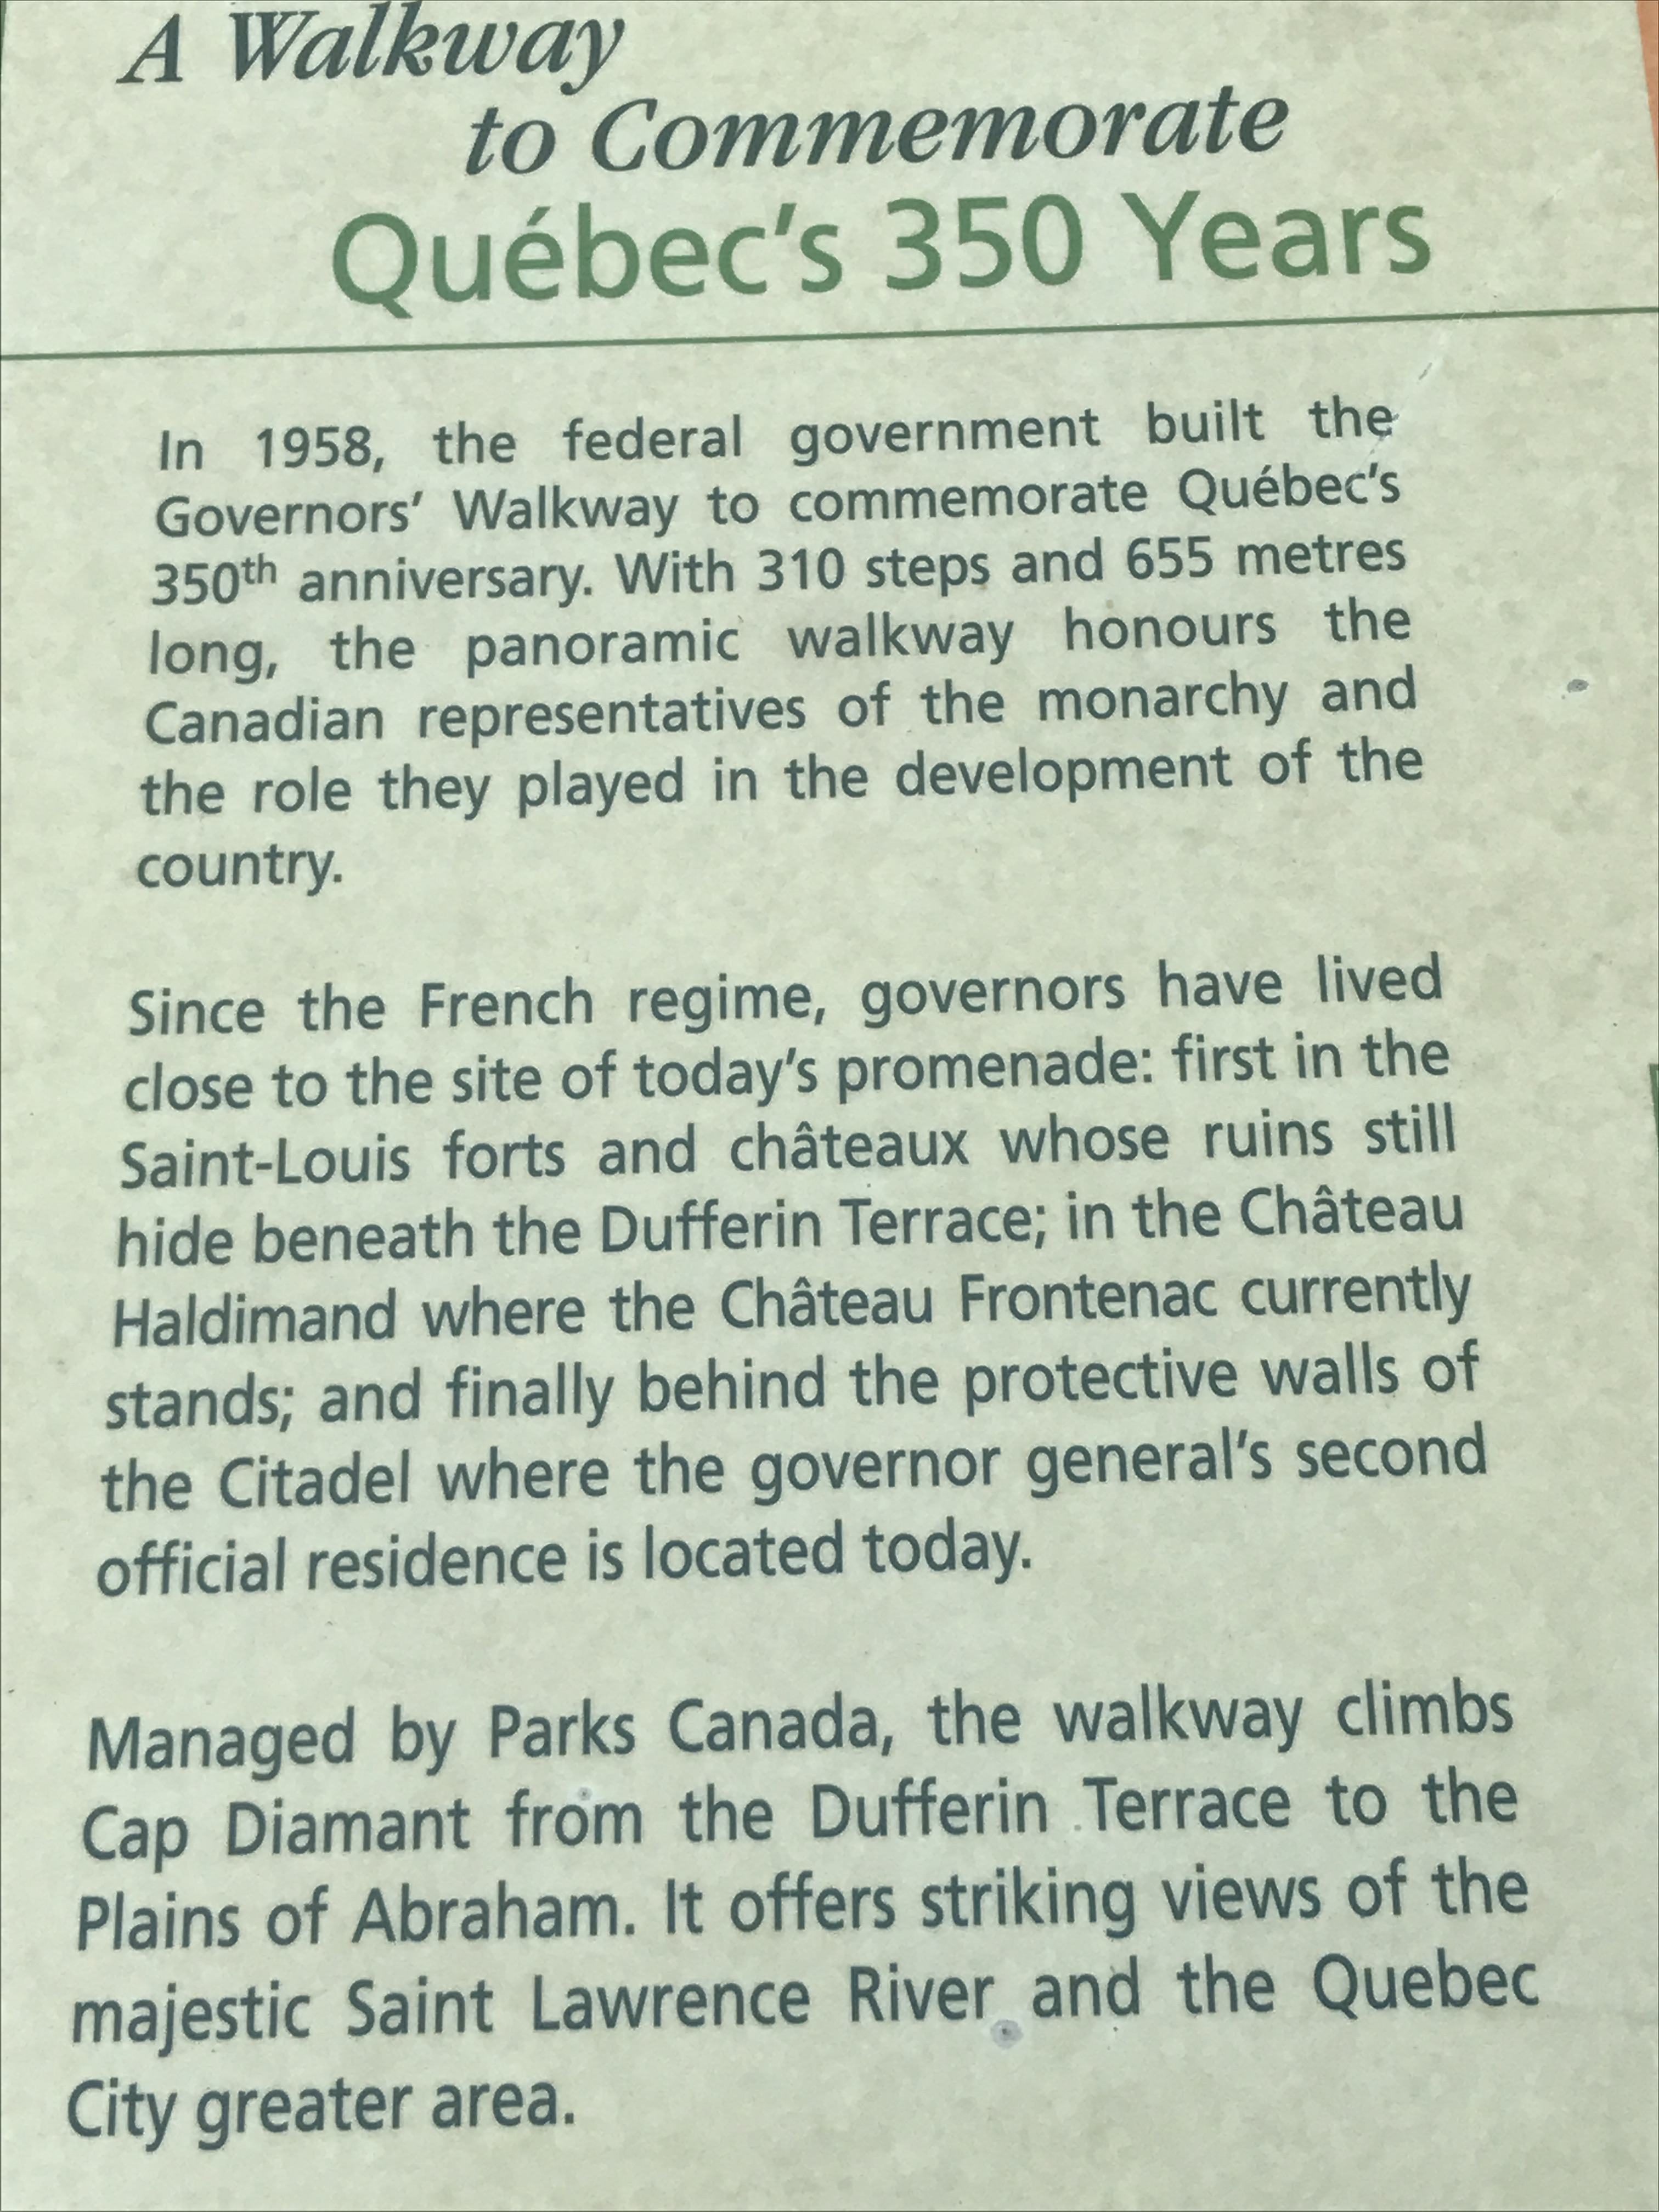 A Walkway
to Commemorate
Québec’s 350 Years
In 1958, the federal government built the
Governors’ Walkway to commemorate Québec’s
350th anniversary. With 310 steps and 655 metres
long, the panoramic walkway honours the
Canadian representatives of the monarchy and
the role they played in the development of the
country.
Since the French regime, governors have lived
close to the site of today’s promenade: first in the
Saint-Louis forts and châteaux whose ruins still
hide beneath the Dufferin Terrace; in the Château
Haldimand where the Château Frontenac currently
stands; and finally behind the protective walls of
the Citadel where the governor general’s second
official residence is located today.
Managed by Parks Canada, the walkway climbs
Cap Diamant from the Dufferin Terrace to the
Plains of Abraham. It offers striking views of the
majestic Saint Lawrence River and the Quebec
City greater area.